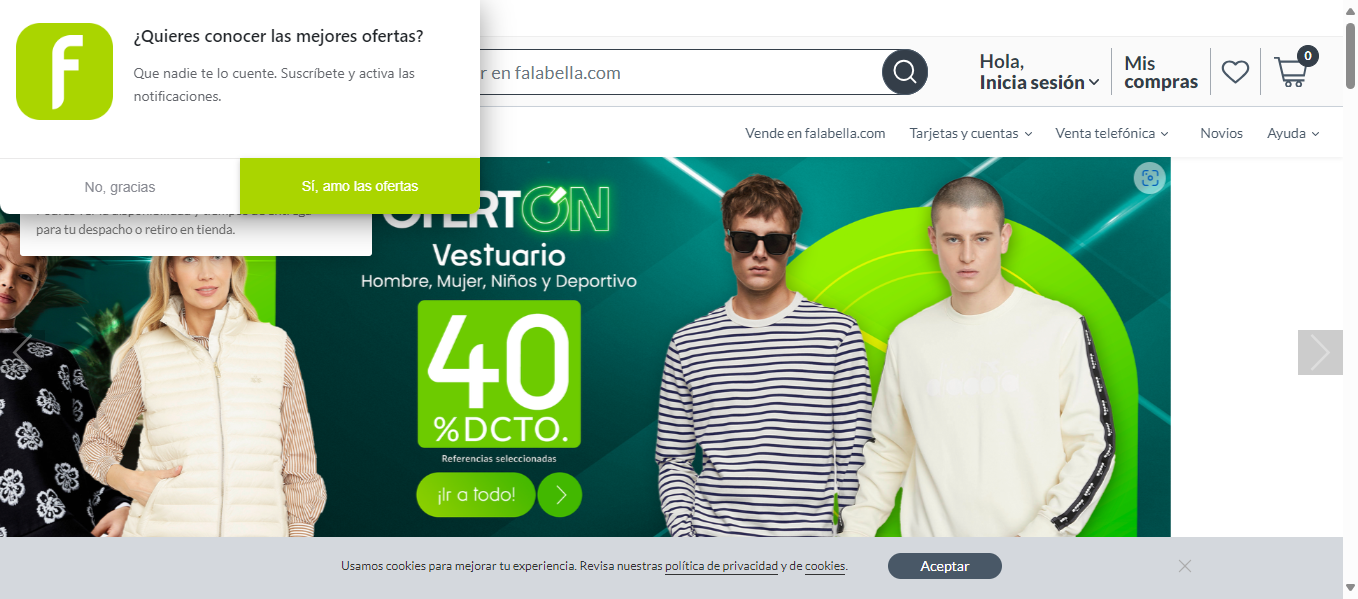 ¿Quieres conocer las mejores ofertas?
Que nadie te lo cuente. Suscríbete y activa las
notificaciones.
No, gracias
Sí, amo las ofertas
r en falabella.com
Hola,
Inicia sesión
Mis
compras
0
Vende en falabella.com
Tarjetas y cuentas
Venta telefónica
Novios
Ayuda
para tu despacho o retiro en tienda.
OFERTÓN
Vestuario
Hombre, Mujer, Niños y Deportivo
40
%DCTO.
Referencias seleccionadas
¡Ir a todo!
Usamos cookies para mejorar tu experiencia. Revisa nuestras política de privacidad y de cookies.
Aceptar